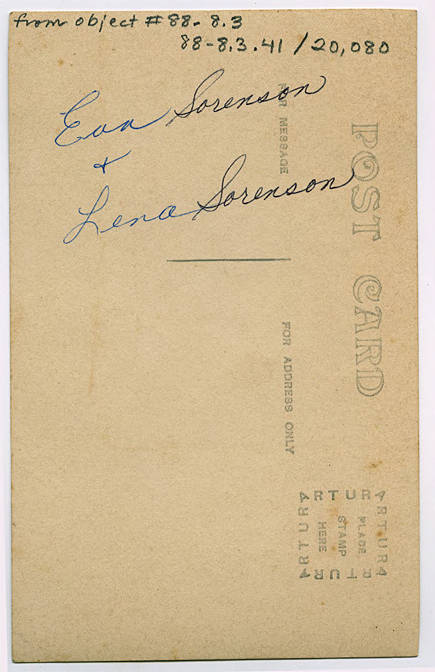 from object #88-8.3
88-8.3.41 / 20,080
Eva Sorenson
&
Lena Sorenson
POST CARD
FOR MESSAGE
FOR ADDRESS ONLY
ARTURA
ARTURA
ARTURA
ARTURA
PLACE
STAMP
HERE